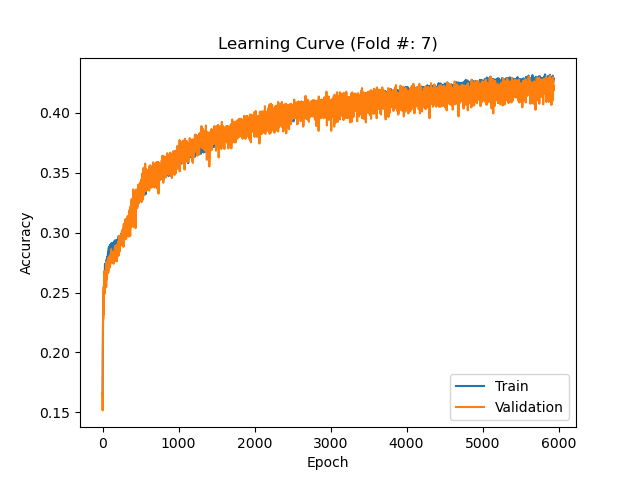 Learning Curve (Fold #: 7)
Accuracy
0.40
0.35
0.30
0.25
0.20
0.15
Train
Validation
0 1000 2000 3000 4000 5000 6000
Epoch